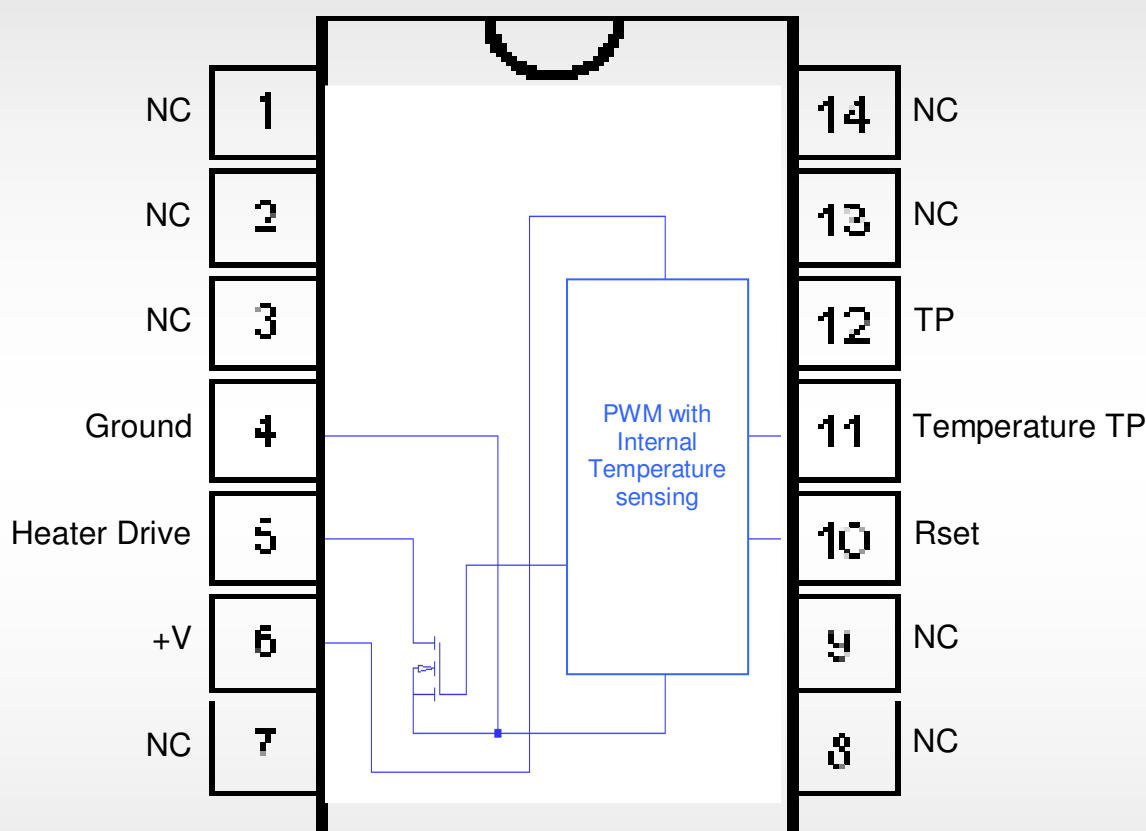 NC 1
NC 2
NC 3
Ground 4
Heater Drive 5
+V 6
NC 7
PWM with
Internal
Temperature
sensing
14 NC
13 NC
12 TP
11 Temperature TP
10 Rset
9 NC
8 NC